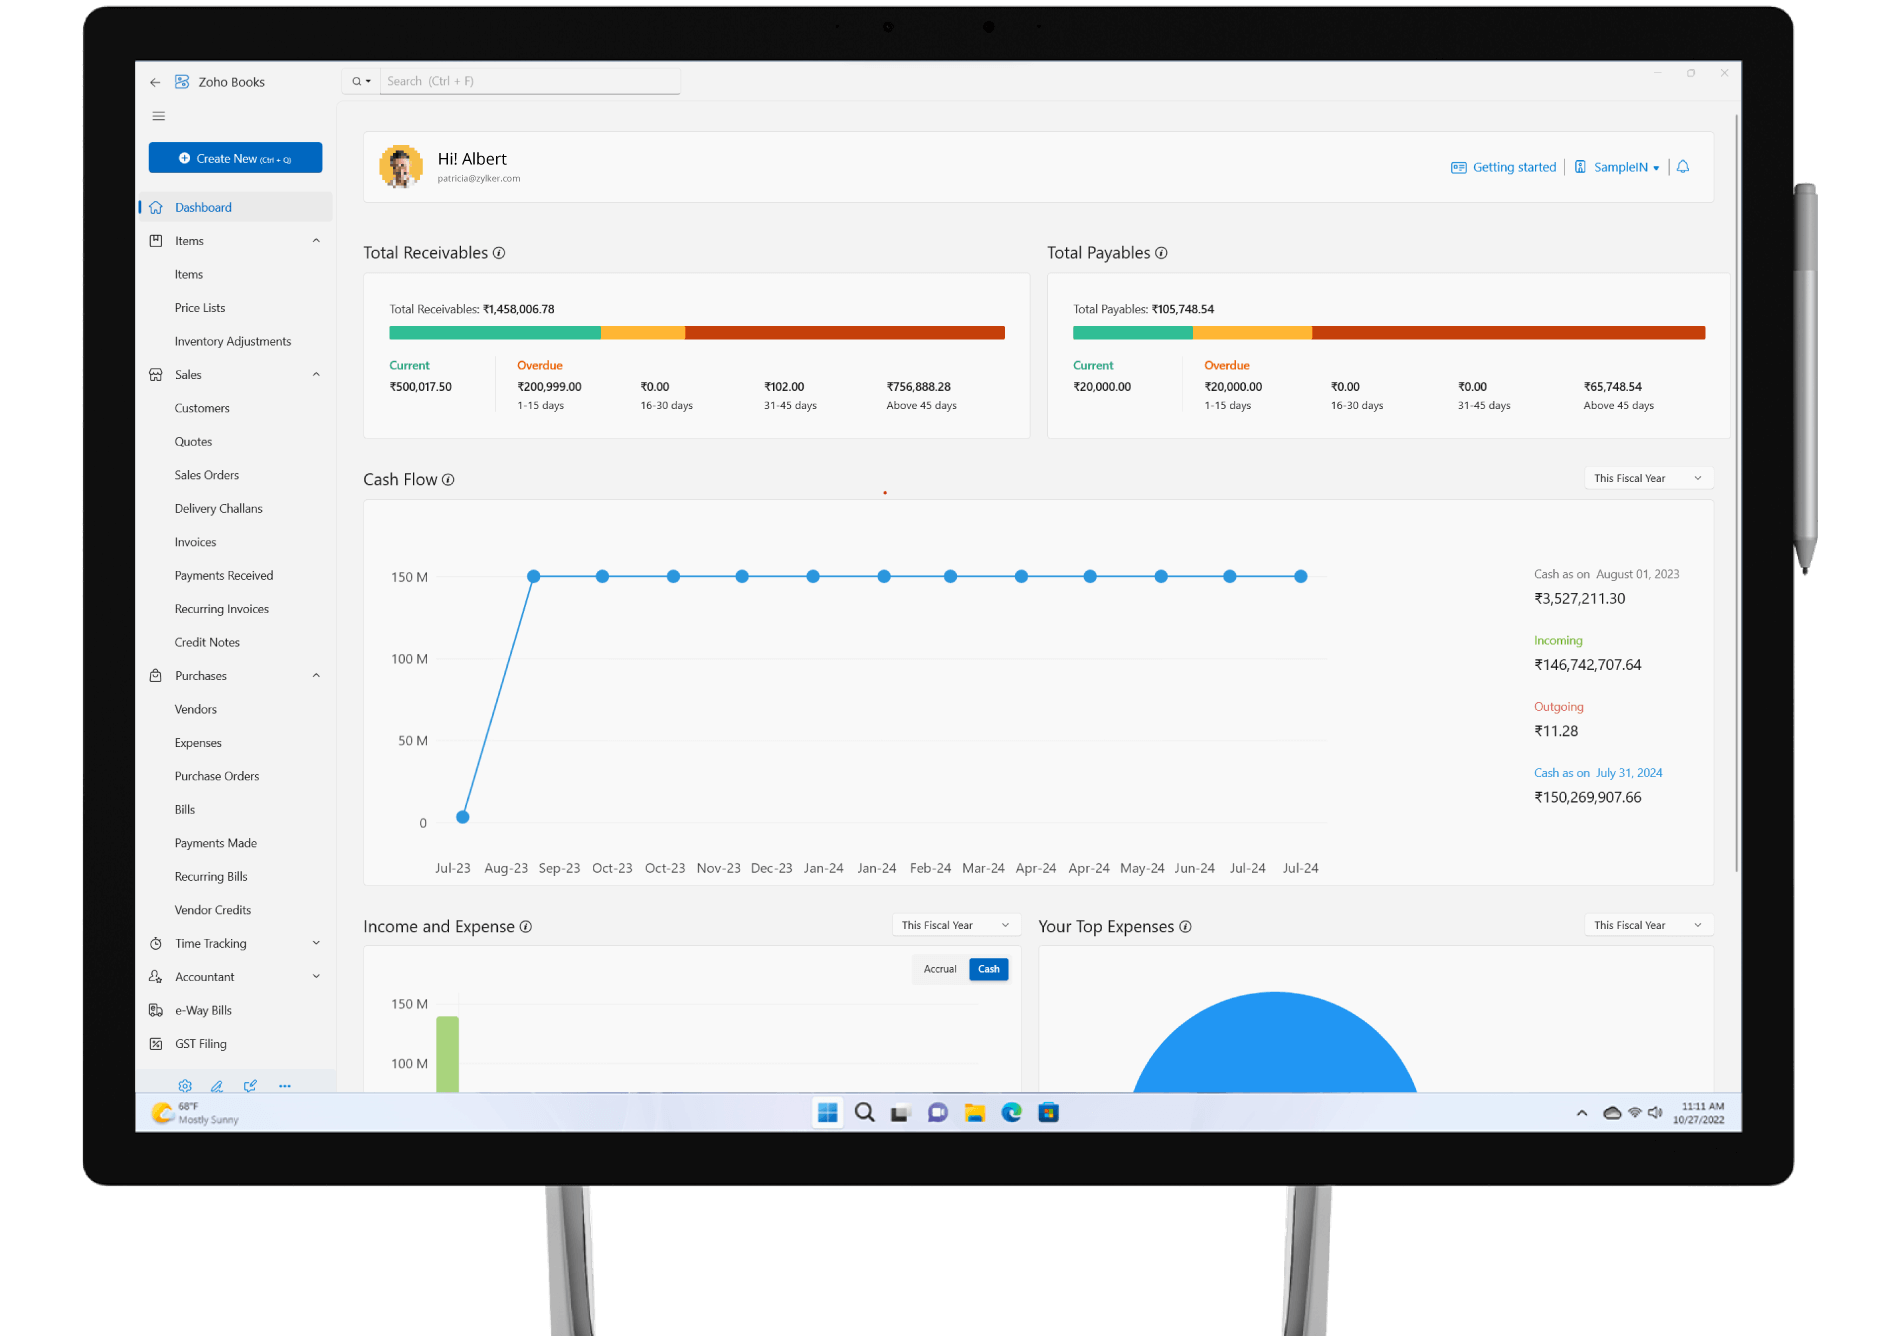 Zoho Books
Search (Ctrl + F)
Create New (Ctrl + Q)
Dashboard
Items
Items
Price Lists
Inventory Adjustments
Sales
Customers
Quotes
Sales Orders
Delivery Challans
Invoices
Payments Received
Recurring Invoices
Credit Notes
Purchases
Vendors
Expenses
Purchase Orders
Bills
Payments Made
Recurring Bills
Vendor Credits
Time Tracking
Accountant
e-Way Bills
GST Filing
Hi! Albert
patricia@zylker.com
Getting started
SampleIN
Total Receivables
Total Receivables: ₹1,458,006.78
Current
₹500,017.50
Overdue
₹200,999.00 ₹0.00 ₹102.00 ₹756,888.28
1-15 days 16-30 days 31-45 days Above 45 days
Total Payables
Total Payables: ₹105,748.54
Current
₹20,000.00
Overdue
₹20,000.00 ₹0.00 ₹0.00 ₹65,748.54
1-15 days 16-30 days 31-45 days Above 45 days
Cash Flow
This Fiscal Year
150 M
100 M
50 M
0
Jul-23 Aug-23 Sep-23 Oct-23 Oct-23 Nov-23 Dec-23 Jan-24 Jan-24 Feb-24 Mar-24 Apr-24 Apr-24 May-24 Jun-24 Jul-24 Jul-24
Cash as on August 01, 2023
₹3,527,211.30
Incoming
₹146,742,707.64
Outgoing
₹11.28
Cash as on July 31, 2024
₹150,269,907.66
Income and Expense
This Fiscal Year
Accrual Cash
150 M
100 M
Your Top Expenses
This Fiscal Year
68°F
Mostly Sunny
11:11 AM
10/27/2022